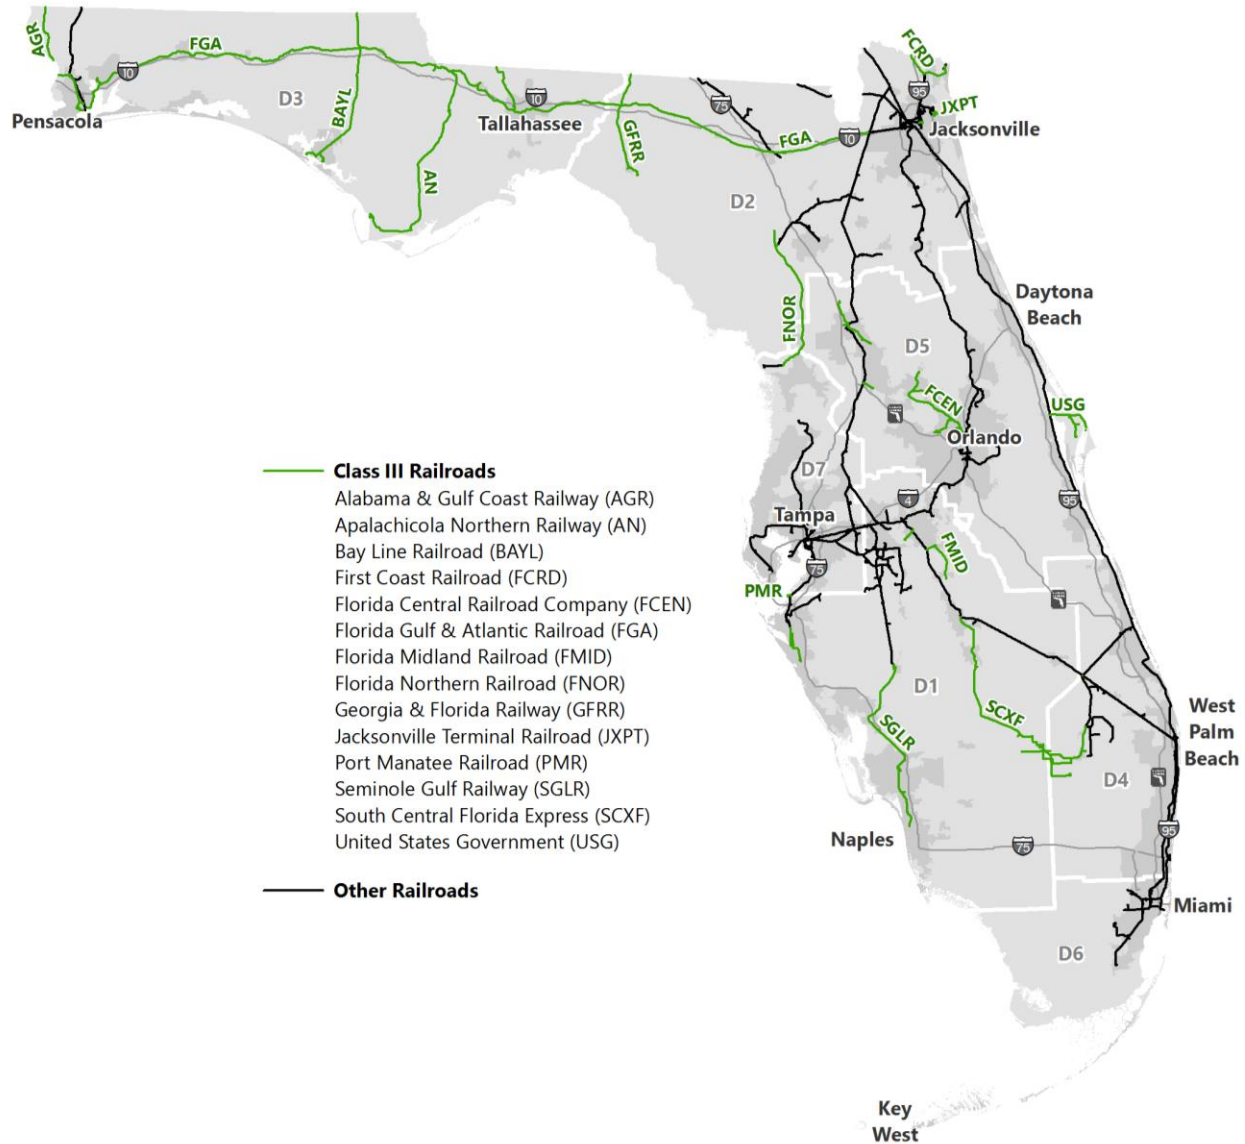 AGR
FGA
10
Pensacola
D3
BAYL
AN
Tallahassee
10
GFRR
75
FGA
10
FCRD
95
JXPT
Jacksonville
D2
FNOR
Daytona
Beach
D5
FCEN
USG
Orlando
D7
4
95
Tampa
75
FMID
PMR
D1
SGLR
SCXF
West
Palm
Beach
D4
Naples
75
95
Miami
D6
Key
West
Class III Railroads
Alabama & Gulf Coast Railway (AGR)
Apalachicola Northern Railway (AN)
Bay Line Railroad (BAYL)
First Coast Railroad (FCRD)
Florida Central Railroad Company (FCEN)
Florida Gulf & Atlantic Railroad (FGA)
Florida Midland Railroad (FMID)
Florida Northern Railroad (FNOR)
Georgia & Florida Railway (GFRR)
Jacksonville Terminal Railroad (JXPT)
Port Manatee Railroad (PMR)
Seminole Gulf Railway (SGLR)
South Central Florida Express (SCXF)
United States Government (USG)
Other Railroads